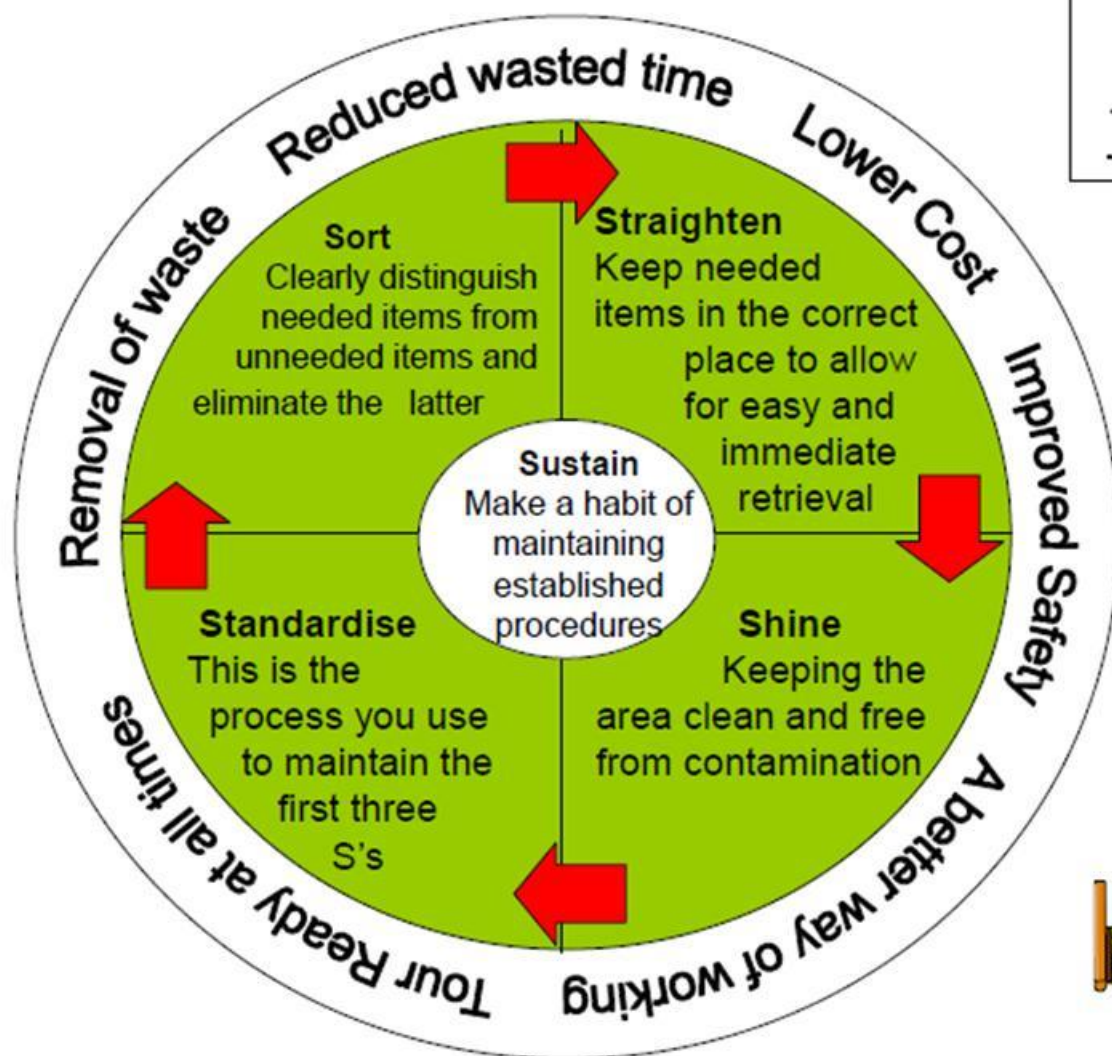 Reduced wasted time
Lower Cost
Improved Safety
A better way of working
Tour Ready at all times
Removal of waste
Sort
Clearly distinguish
needed items from
unneeded items and
eliminate the latter
Straighten
Keep needed
items in the correct
place to allow
for easy and
immediate
retrieval
Sustain
Make a habit of
maintaining
established
procedures
Standardise
This is the
process you use
to maintain the
first three
S's
Shine
Keeping the
area clean and free
from contamination